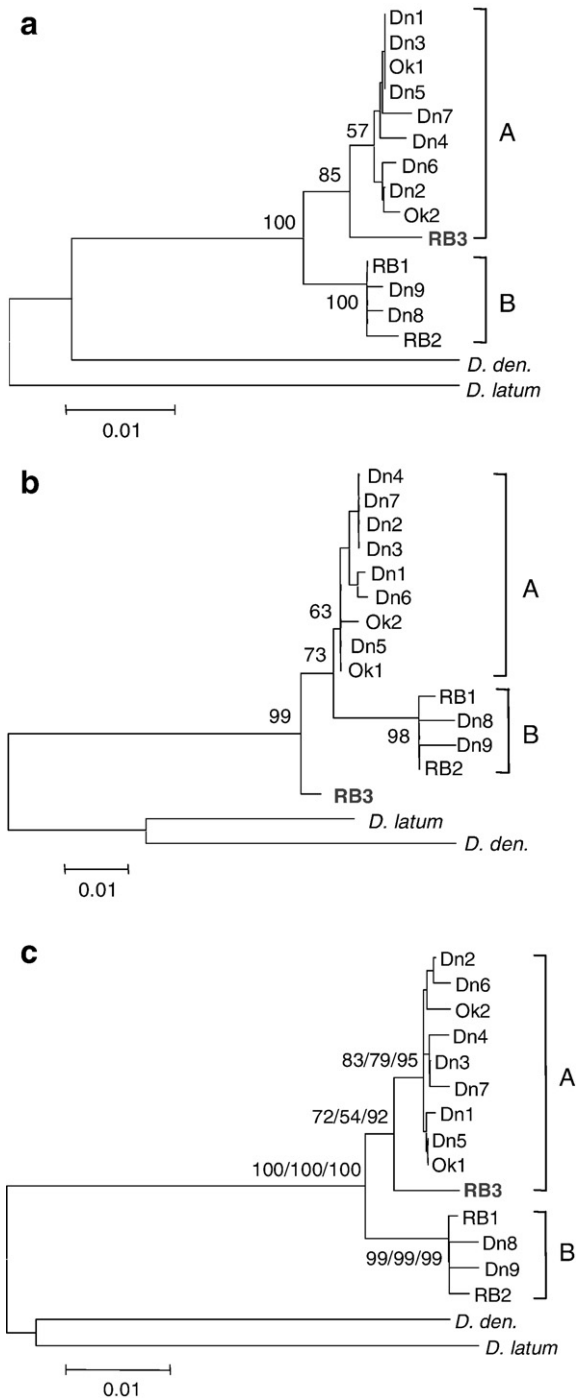 a
Dn1
Dn3
Ok1
Dn5
Dn7
57
Dn4
A
85
Dn6
Dn2
Ok2
100
RB3
RB1
Dn9
100
Dn8
B
RB2
D. den.
D. latum
0.01
b
Dn4
Dn7
Dn2
Dn3
Dn1
Dn6
A
63
Ok2
73
Dn5
Ok1
RB1
99
Dn8
98
B
Dn9
RB2
RB3
D. latum
D. den.
0.01
c
Dn2
Dn6
Ok2
Dn4
83/79/95
Dn3
A
Dn7
72/54/92
Dn1
Dn5
Ok1
100/100/100
RB3
RB1
Dn8
99/99/99
B
Dn9
RB2
D. den.
D. latum
0.01